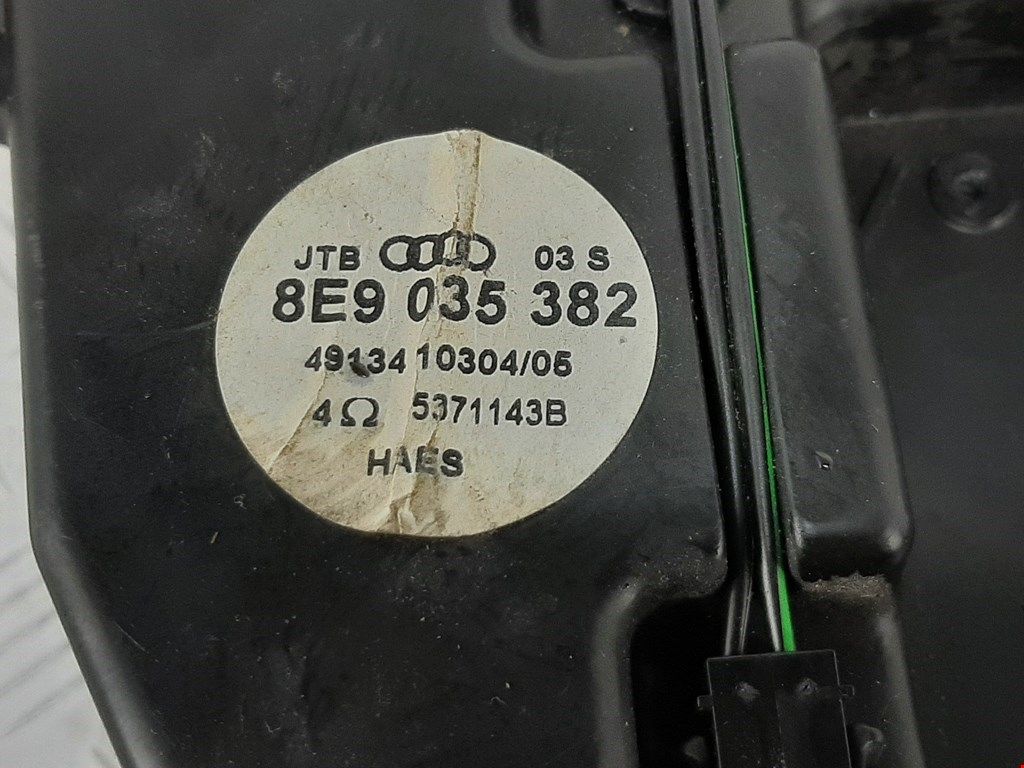 JTB 03 S
8E9 035 382
49134 10304/05
4Ω 5371143B
HAES